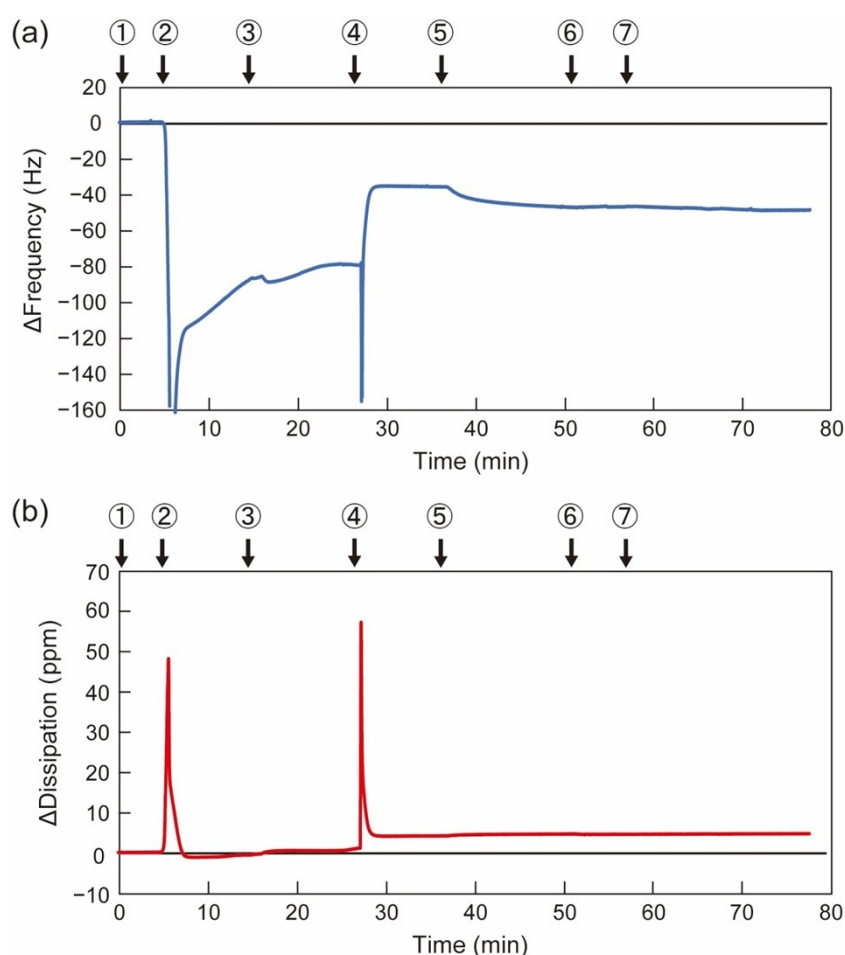 (a)
① ② ③ ④ ⑤ ⑥ ⑦
20
0
−20
−40
−60
−80
−100
−120
−140
−160
ΔFrequency (Hz)
0 10 20 30 40 50 60 70 80
Time (min)
(b)
① ② ③ ④ ⑤ ⑥ ⑦
70
60
50
40
30
20
10
0
−10
ΔDissipation (ppm)
0 10 20 30 40 50 60 70 80
Time (min)